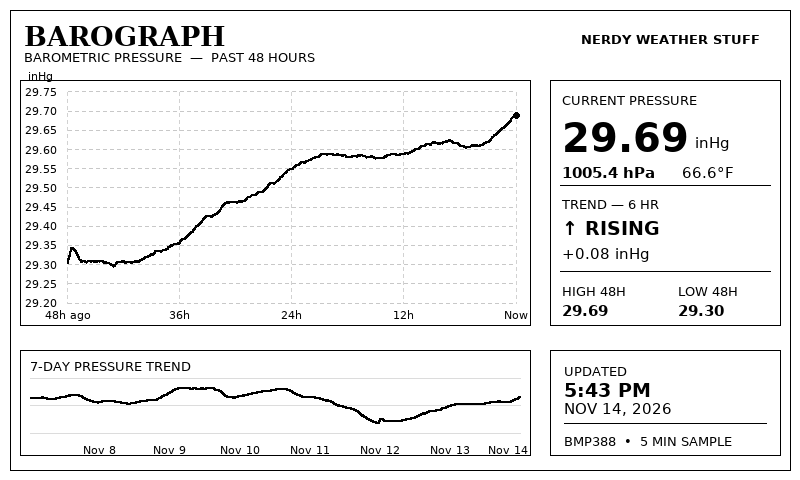 BAROGRAPH
BAROMETRIC PRESSURE — PAST 48 HOURS
NERDY WEATHER STUFF
inHg
29.75
29.70
29.65
29.60
29.55
29.50
29.45
29.40
29.35
29.30
29.25
29.20
48h ago 36h 24h 12h Now
CURRENT PRESSURE
29.69 inHg
1005.4 hPa 66.6°F
TREND — 6 HR
↑ RISING
+0.08 inHg
HIGH 48H LOW 48H
29.69 29.30
7-DAY PRESSURE TREND
Nov 8 Nov 9 Nov 10 Nov 11 Nov 12 Nov 13 Nov 14
UPDATED
5:43 PM
NOV 14, 2026
BMP388 • 5 MIN SAMPLE